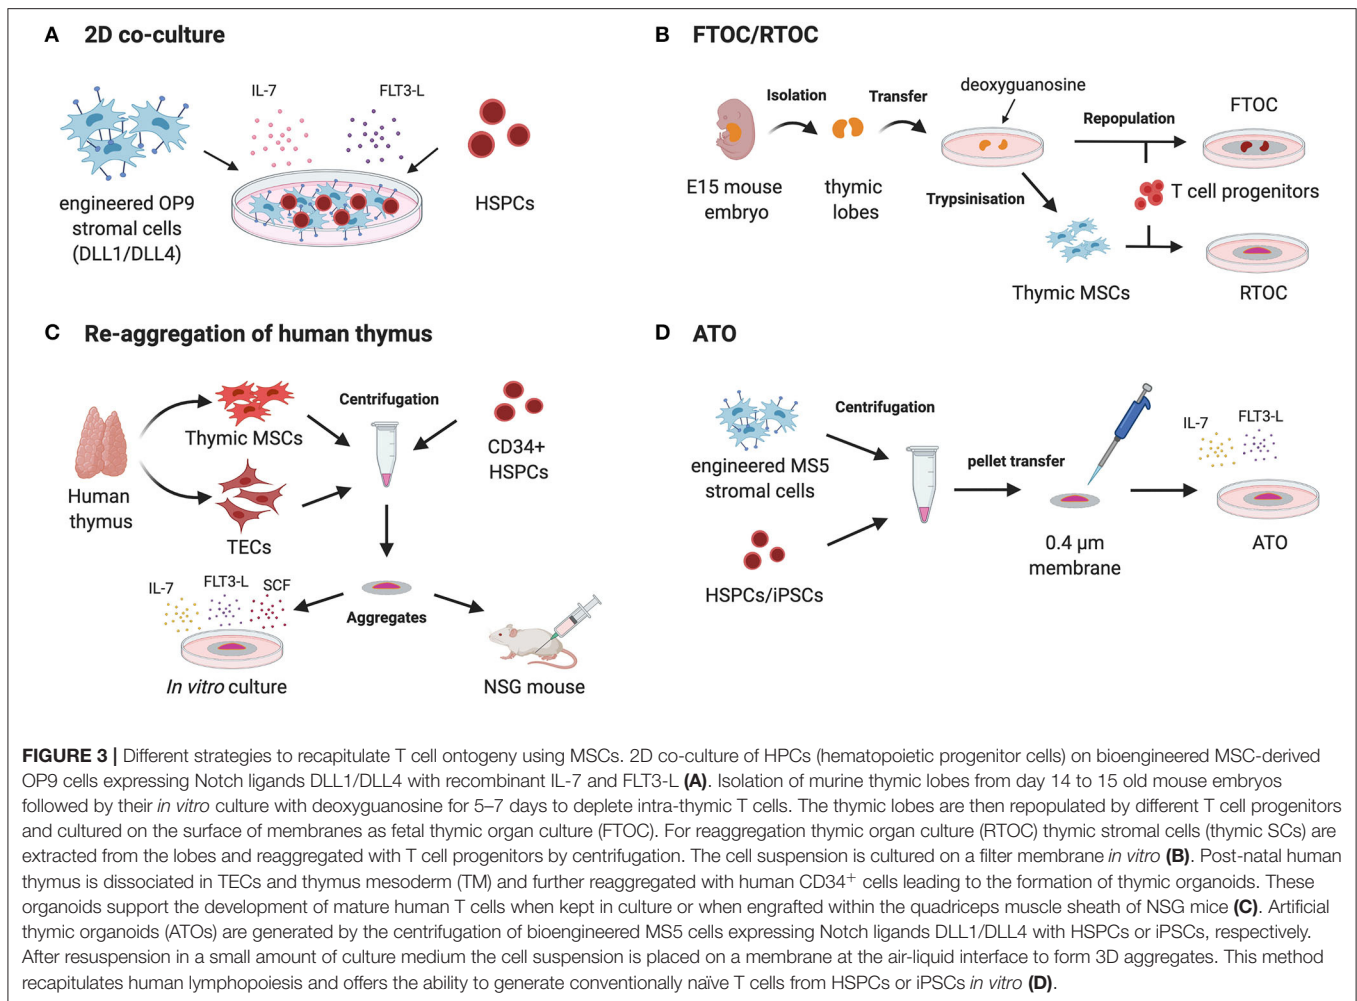 A 2D co-culture
IL-7
FLT3-L
engineered OP9
stromal cells
(DLL1/DLL4)
HSPCs
B FTOC/RTOC
Isolation
Transfer
deoxyguanosine
Repopulation
FTOC
E15 mouse
embryo
thymic
lobes
Trypsinisation
T cell progenitors
Thymic MSCs
RTOC
C Re-aggregation of human thymus
Human
thymus
Thymic MSCs
TECs
Centrifugation
CD34+
HSPCs
IL-7
FLT3-L
SCF
Aggregates
In vitro culture
NSG mouse
D ATO
engineered MS5
stromal cells
Centrifugation
HSPCs/iPSCs
pellet transfer
0.4 µm
membrane
IL-7
FLT3-L
ATO
FIGURE 3 | Different strategies to recapitulate T cell ontogeny using MSCs. 2D co-culture of HPCs (hematopoietic progenitor cells) on bioengineered MSC-derived
OP9 cells expressing Notch ligands DLL1/DLL4 with recombinant IL-7 and FLT3-L (A). Isolation of murine thymic lobes from day 14 to 15 old mouse embryos
followed by their in vitro culture with deoxyguanosine for 5–7 days to deplete intra-thymic T cells. The thymic lobes are then repopulated by different T cell progenitors
and cultured on the surface of membranes as fetal thymic organ culture (FTOC). For reaggregation thymic organ culture (RTOC) thymic stromal cells (thymic SCs) are
extracted from the lobes and reaggregated with T cell progenitors by centrifugation. The cell suspension is cultured on a filter membrane in vitro (B). Post-natal human
thymus is dissociated in TECs and thymus mesoderm (TM) and further reaggregated with human CD34+ cells leading to the formation of thymic organoids. These
organoids support the development of mature human T cells when kept in culture or when engrafted within the quadriceps muscle sheath of NSG mice (C). Artificial
thymic organoids (ATOs) are generated by the centrifugation of bioengineered MS5 cells expressing Notch ligands DLL1/DLL4 with HSPCs or iPSCs, respectively.
After resuspension in a small amount of culture medium the cell suspension is placed on a membrane at the air-liquid interface to form 3D aggregates. This method
recapitulates human lymphopoiesis and offers the ability to generate conventionally naïve T cells from HSPCs or iPSCs in vitro (D).